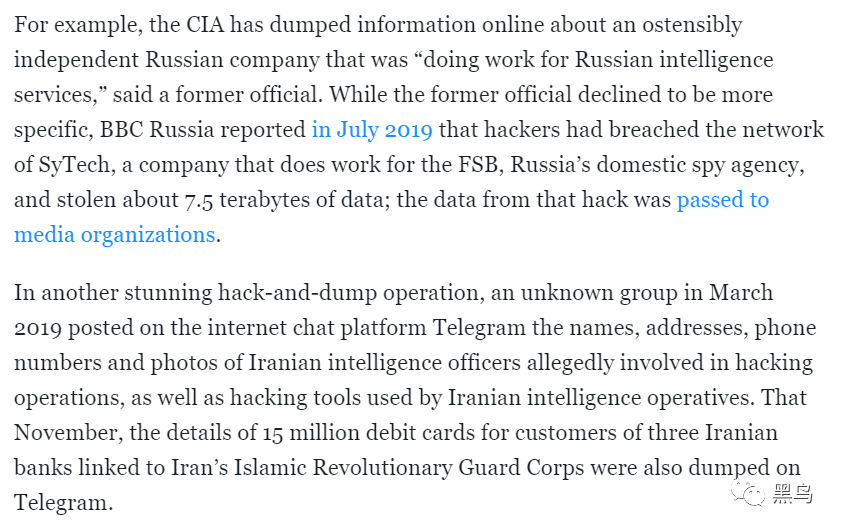 For example, the CIA has dumped information online about an ostensibly
independent Russian company that was “doing work for Russian intelligence
services,” said a former official. While the former official declined to be more
specific, BBC Russia reported in July 2019 that hackers had breached the network
of SyTech, a company that does work for the FSB, Russia’s domestic spy agency,
and stolen about 7.5 terabytes of data; the data from that hack was passed to
media organizations.
In another stunning hack-and-dump operation, an unknown group in March
2019 posted on the internet chat platform Telegram the names, addresses, phone
numbers and photos of Iranian intelligence officers allegedly involved in hacking
operations, as well as hacking tools used by Iranian intelligence operatives. That
November, the details of 15 million debit cards for customers of three Iranian
banks linked to Iran’s Islamic Revolutionary Guard Corps were also dumped on
Telegram.
黑鸟